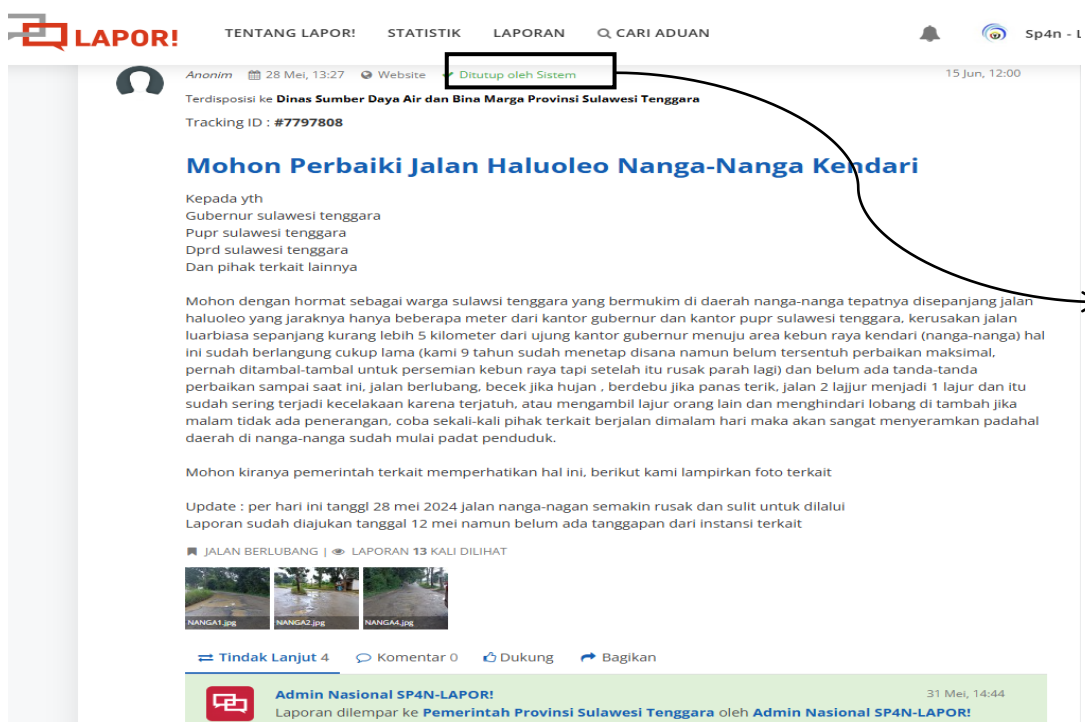 LAPOR!
TENTANG LAPOR! STATISTIK LAPORAN CARI ADUAN Sp4n - L
Anonim 28 Mei, 13:27 Website Ditutup oleh Sistem 15 Jun, 12:00
Terdisposisi ke Dinas Sumber Daya Air dan Bina Marga Provinsi Sulawesi Tenggara
Tracking ID : #7797808
Mohon Perbaiki Jalan Haluoleo Nanga-Nanga Kendari
Kepada yth
Gubernur sulawesi tenggara
Pupr sulawesi tenggara
Dprd sulawesi tenggara
Dan pihak terkait lainnya
Mohon dengan hormat sebagai warga sulawsi tenggara yang bermukim di daerah nanga-nanga tepatnya disepanjang jalan
haluoleo yang jaraknya hanya beberapa meter dari kantor gubernur dan kantor pupr sulawesi tenggara, kerusakan jalan
luarbiasa sepanjang kurang lebih 5 kilometer dari ujung kantor gubernur menuju area kebun raya kendari (nanga-nanga) hal
ini sudah berlangung cukup lama (kami 9 tahun sudah menetap disana namun belum tersentuh perbaikan maksimal,
pernah ditambal-tambal untuk persemian kebun raya tapi setelah itu rusak parah lagi) dan belum ada tanda-tanda
perbaikan sampai saat ini, jalan berlubang, becek jika hujan , berdebu jika panas terik, jalan 2 lajjur menjadi 1 lajur dan itu
sudah sering terjadi kecelakaan karena terjatuh, atau mengambil lajur orang lain dan menghindari lobang di tambah jika
malam tidak ada penerangan, coba sekali-kali pihak terkait berjalan dimalam hari maka akan sangat menyeramkan padahal
daerah di nanga-nanga sudah mulai padat penduduk.
Mohon kiranya pemerintah terkait memperhatikan hal ini, berikut kami lampirkan foto terkait
Update : per hari ini tanggl 28 mei 2024 jalan nanga-nagan semakin rusak dan sulit untuk dilalui
Laporan sudah diajukan tanggal 12 mei namun belum ada tanggapan dari instansi terkait
JALAN BERLUBANG | LAPORAN 13 KALI DILIHAT
NANGA1.jpg NANGA2.jpg NANGA4.jpg
Tindak Lanjut 4 Komentar 0 Dukung Bagikan
Admin Nasional SP4N-LAPOR! 31 Mei, 14:44
Laporan dilempar ke Pemerintah Provinsi Sulawesi Tenggara oleh Admin Nasional SP4N-LAPOR!